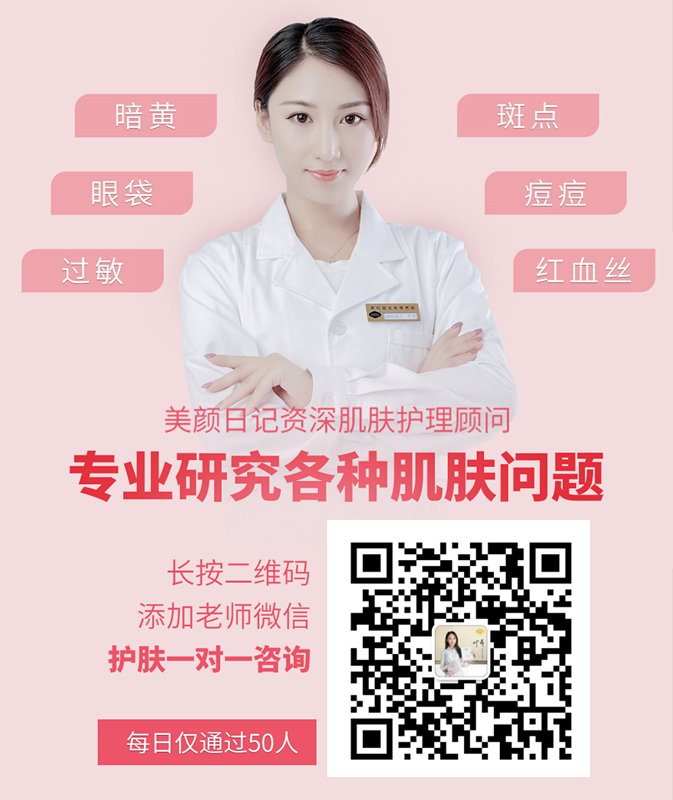 暗黄
斑点
眼袋
痘痘
过敏
红血丝
美颜日记资深肌肤护理顾问
专业研究各种肌肤问题
长按二维码
添加老师微信
护肤一对一咨询
每日仅通过50人